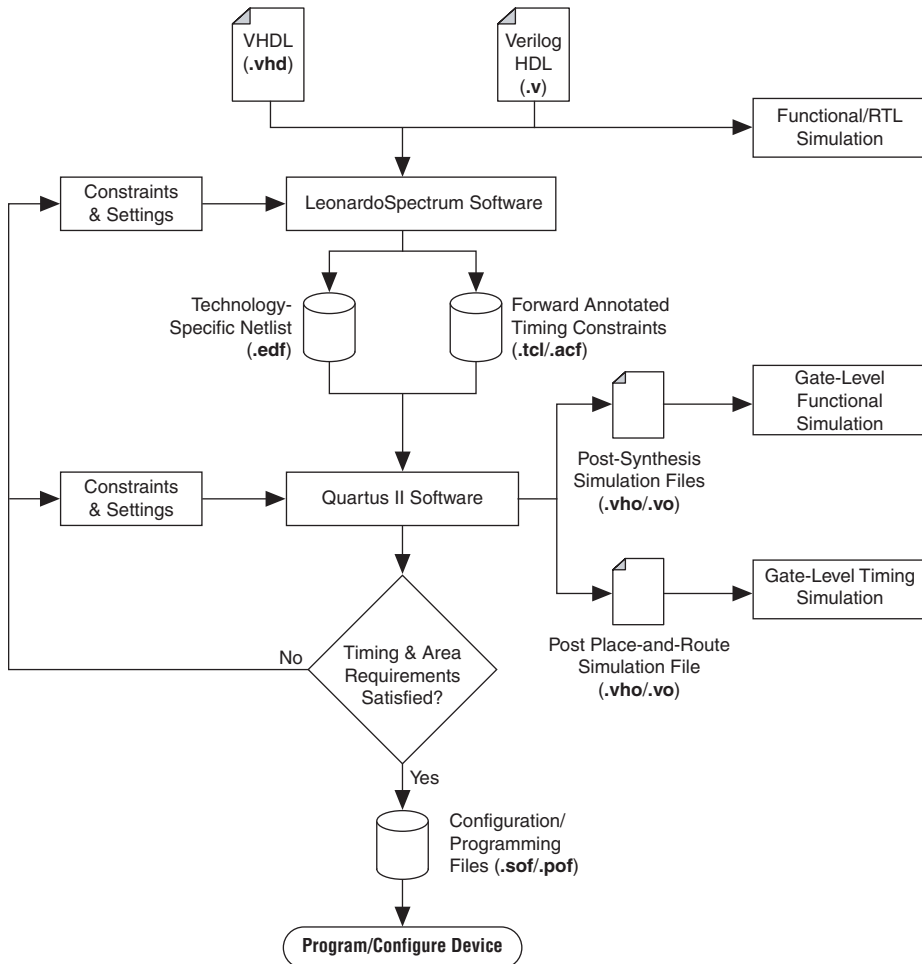 VHDL
(.vhd)
Verilog
HDL
(.v)
Functional/RTL
Simulation
Constraints
& Settings
LeonardoSpectrum Software
Technology-
Specific Netlist
(.edf)
Forward Annotated
Timing Constraints
(.tcl/.acf)
Gate-Level
Functional
Simulation
Post-Synthesis
Simulation Files
(.vho/.vo)
Constraints
& Settings
Quartus II Software
Gate-Level Timing
Simulation
Post Place-and-Route
Simulation File
(.vho/.vo)
No
Timing & Area
Requirements
Satisfied?
Yes
Configuration/
Programming
Files (.sof/.pof)
Program/Configure Device